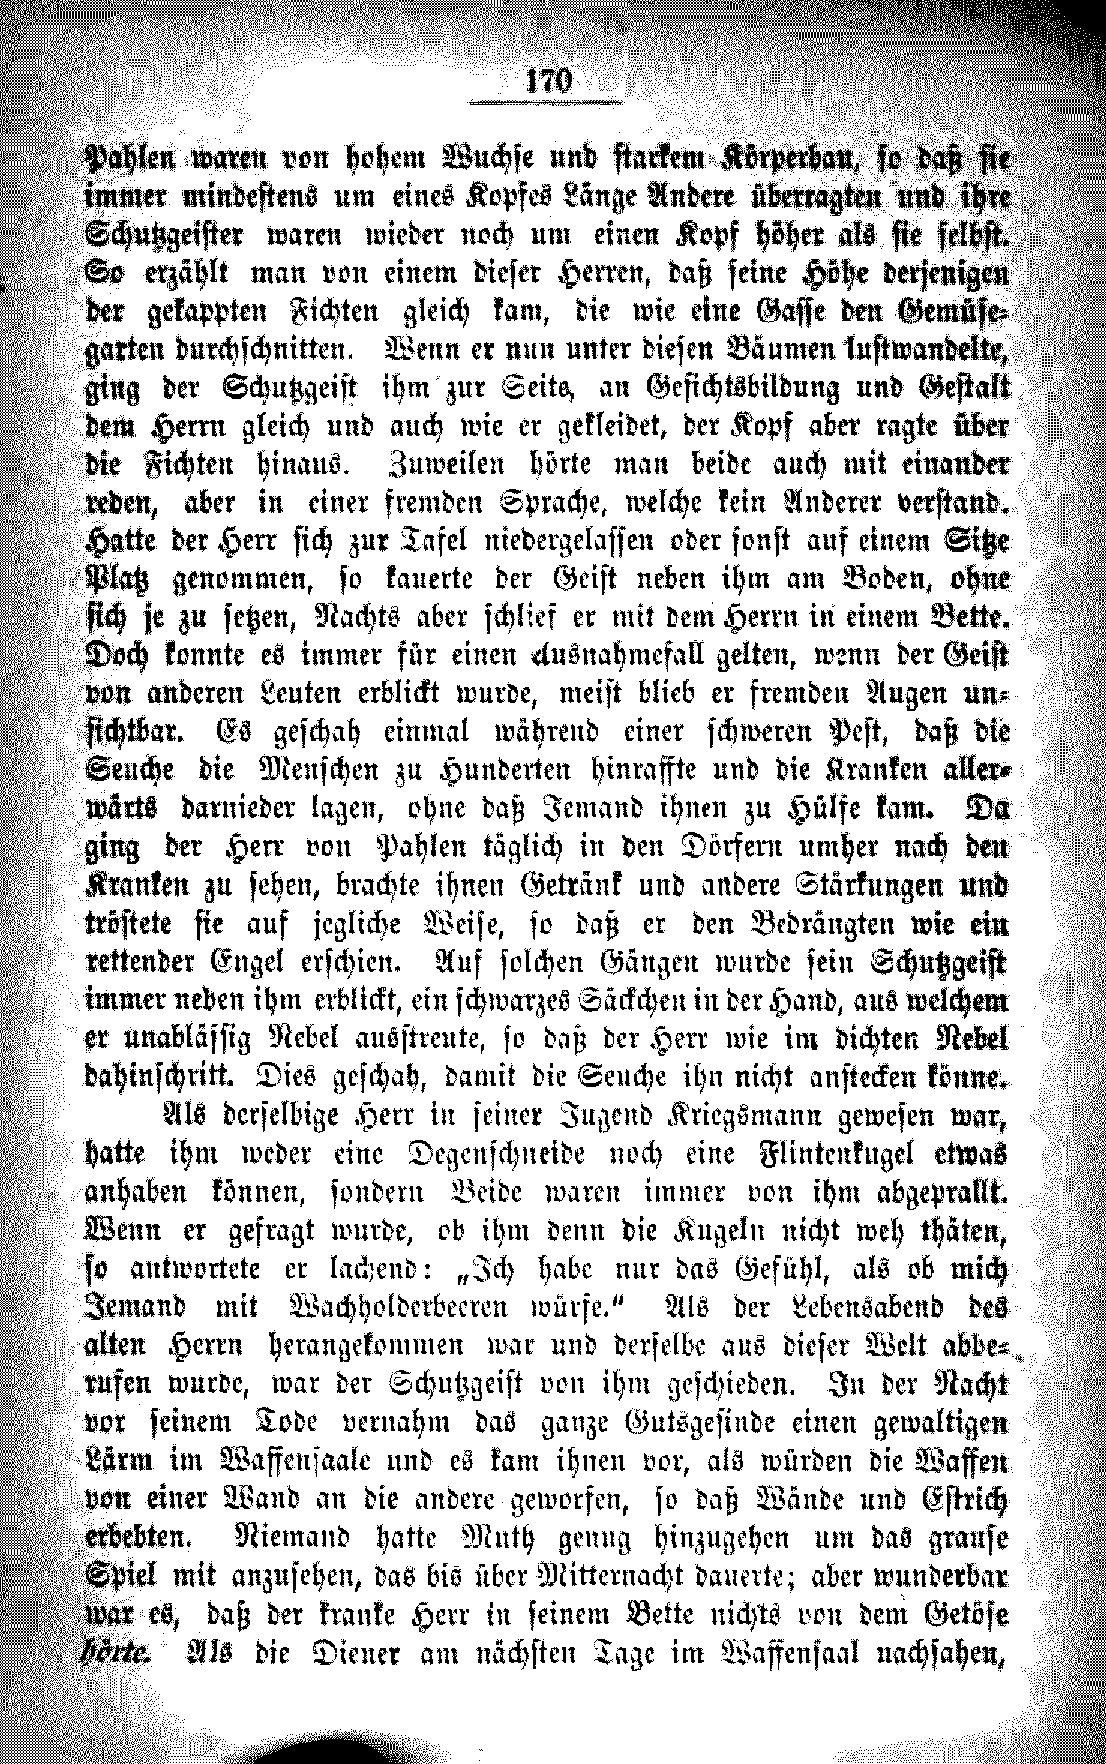 170
Pahlen waren von hohem Wuchse und starkem Körperbau, so daß sie
immer mindestens um eines Kopfes Länge Andere überragten und ihre
Schutzgeister waren wieder noch um einen Kopf höher als sie selbst.
So erzählt man von einem dieser Herren, daß seine Höhe derjenigen
der gekappten Fichten gleich kam, die wie eine Gasse den Gemüse-
garten durchschnitten. Wenn er nun unter diesen Bäumen lustwandelte,
ging der Schutzgeist ihm zur Seite, an Gesichtsbildung und Gestalt
dem Herrn gleich und auch wie er gekleidet, der Kopf aber ragte über
die Fichten hinaus. Zuweilen hörte man beide auch mit einander
reden, aber in einer fremden Sprache, welche kein Anderer verstand.
Hatte der Herr sich zur Tafel niedergelassen oder sonst auf einem Sitze
Platz genommen, so kauerte der Geist neben ihm am Boden, ohne
sich je zu setzen, Nachts aber schlief er mit dem Herrn in einem Bette.
Doch konnte es immer für einen Ausnahmefall gelten, wenn der Geist
von anderen Leuten erblickt wurde, meist blieb er fremden Augen un-
sichtbar. Es geschah einmal während einer schweren Pest, daß die
Seuche die Menschen zu Hunderten hinraffte und die Kranken aller-
wärts darnieder lagen, ohne daß Jemand ihnen zu Hülfe kam. Da
ging der Herr von Pahlen täglich in den Dörfern umher nach den
Kranken zu sehen, brachte ihnen Getränk und andere Stärkungen und
tröstete sie auf jegliche Weise, so daß er den Bedrängten wie ein
rettender Engel erschien. Auf solchen Gängen wurde sein Schutzgeist
immer neben ihm erblickt, ein schwarzes Säckchen in der Hand, aus welchem
er unablässig Nebel ausstreute, so daß der Herr wie im dichten Nebel
dahinschritt. Dies geschah, damit die Seuche ihn nicht anstecken könne.
Als derselbige Herr in seiner Jugend Kriegsmann gewesen war,
hatte ihm weder eine Degenschneide noch eine Flintenkugel etwas
anhaben können, sondern Beide waren immer von ihm abgeprallt.
Wenn er gefragt wurde, ob ihm denn die Kugeln nicht weh thäten,
so antwortete er lachend: „Ich habe nur das Gefühl, als ob mich
Jemand mit Wachholderbeeren würfe.“ Als der Lebensabend des
alten Herrn herangekommen war und derselbe aus dieser Welt abbe-
rufen wurde, war der Schutzgeist von ihm geschieden. In der Nacht
vor seinem Tode vernahm das ganze Gutsgesinde einen gewaltigen
Lärm im Waffensaale und es kam ihnen vor, als würden die Waffen
von einer Wand an die andere geworfen, so daß Wände und Estrich
erbebten. Niemand hatte Muth genug hinzugehen um das grause
Spiel mit anzusehen, das bis über Mitternacht dauerte; aber wunderbar
war es, daß der kranke Herr in seinem Bette nichts von dem Getöse
hörte. Als die Diener am nächsten Tage im Waffensaal nachsahen,